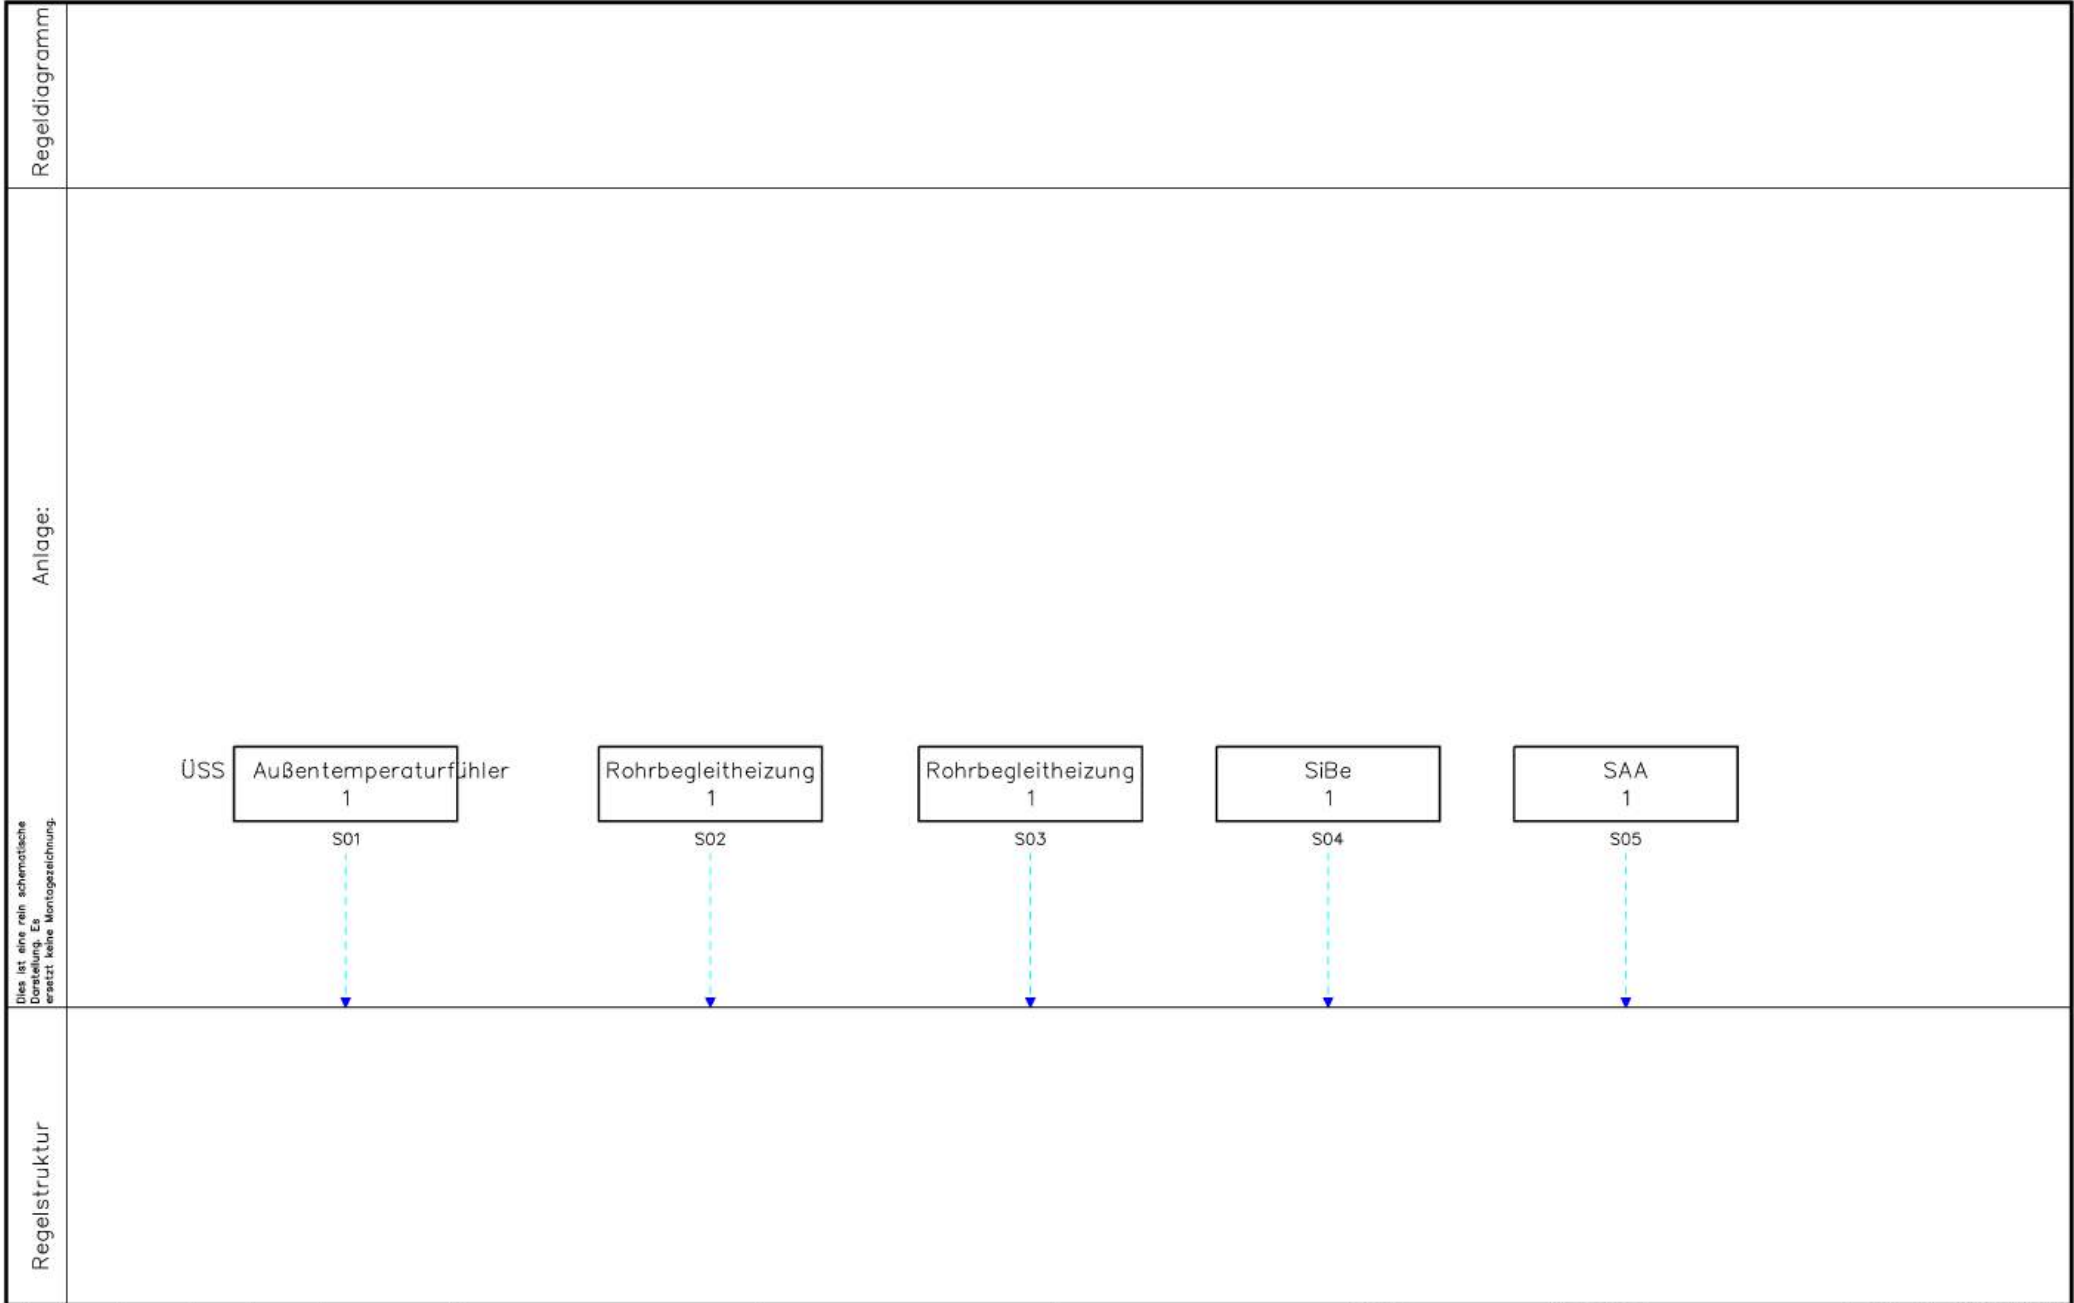 Regeldiagramm
Anlage:
ÜSS Außentemperaturfühler
1
S01
Rohrbegleitheizung
1
S02
Rohrbegleitheizung
1
S03
SiBe
1
S04
SAA
1
S05
Dies ist eine rein schematische
Darstellung. Es
ersetzt keine Montagezeichnung.
Regelstruktur